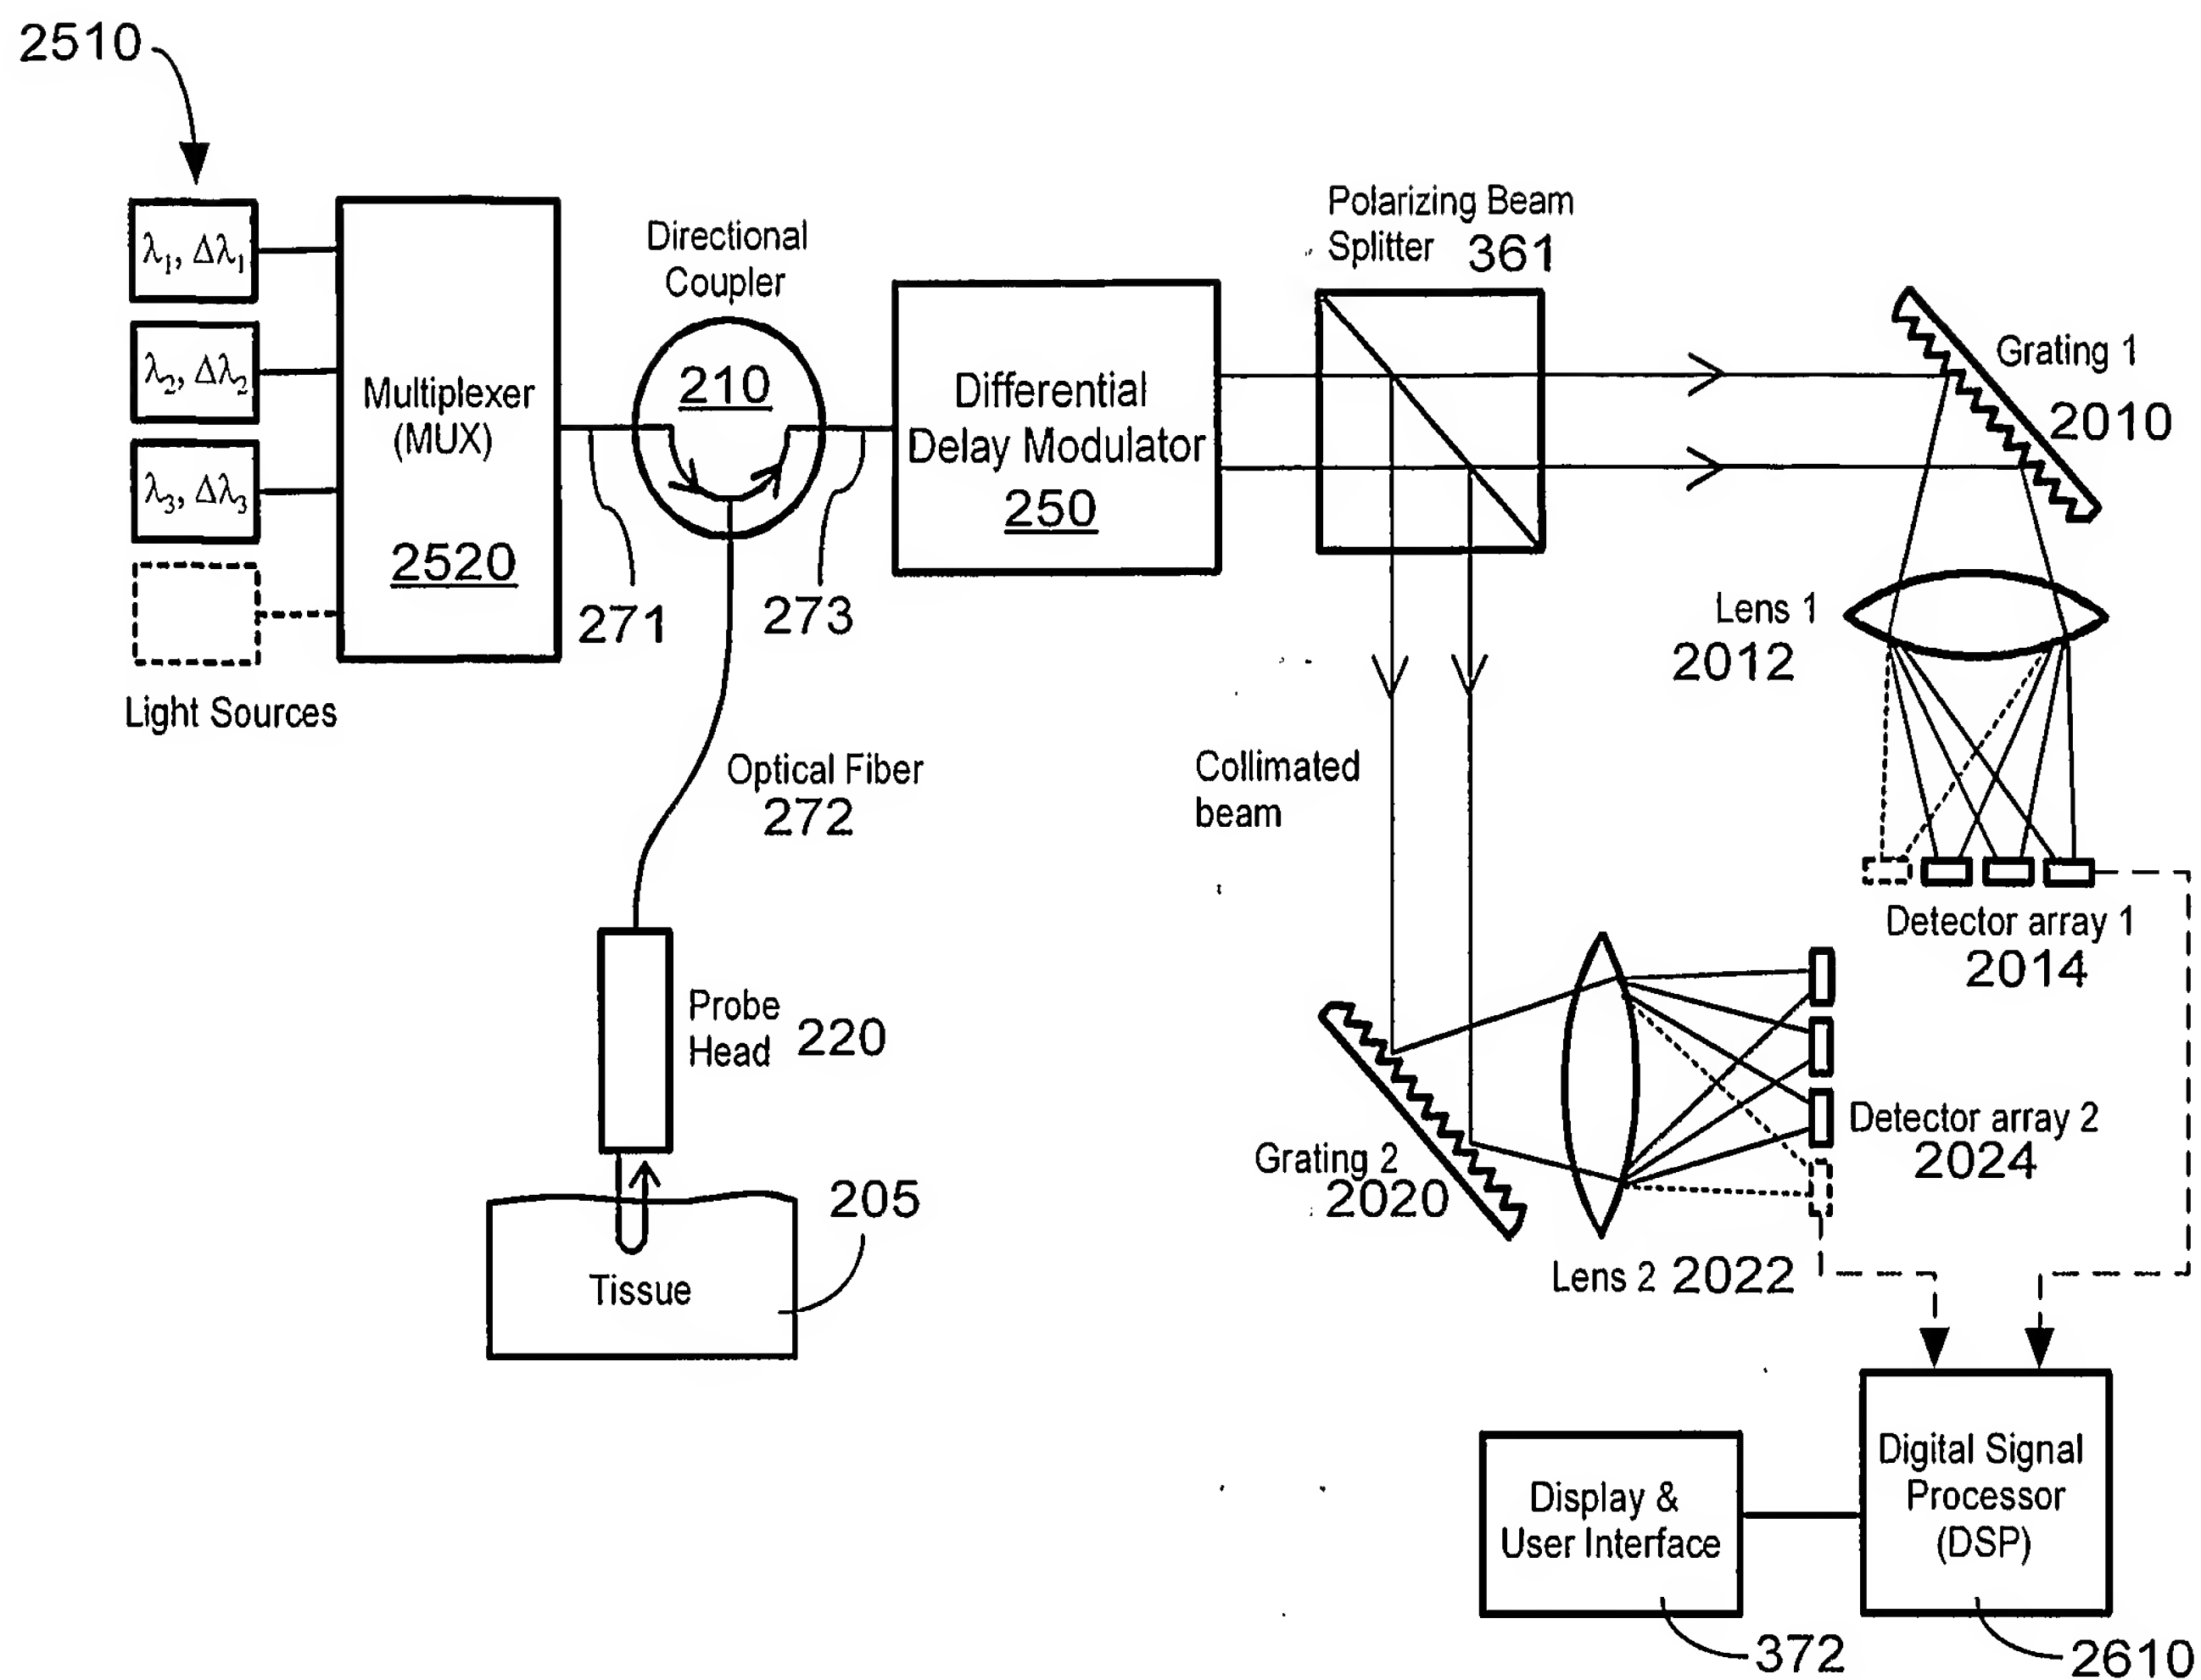 2510
λ1, Δλ1
λ2, Δλ2
λ3, Δλ3
Light Sources
Multiplexer
(MUX)
2520
271
Directional
Coupler
210
273
Optical Fiber
272
Probe
Head 220
Tissue
205
Differential
Delay Modulator
250
Polarizing Beam
Splitter 361
Collimated
beam
Grating 1
2010
Lens 1
2012
Detector array 1
2014
Grating 2
2020
Lens 2 2022
Detector array 2
2024
Display &
User Interface
372
Digital Signal
Processor
(DSP)
2610